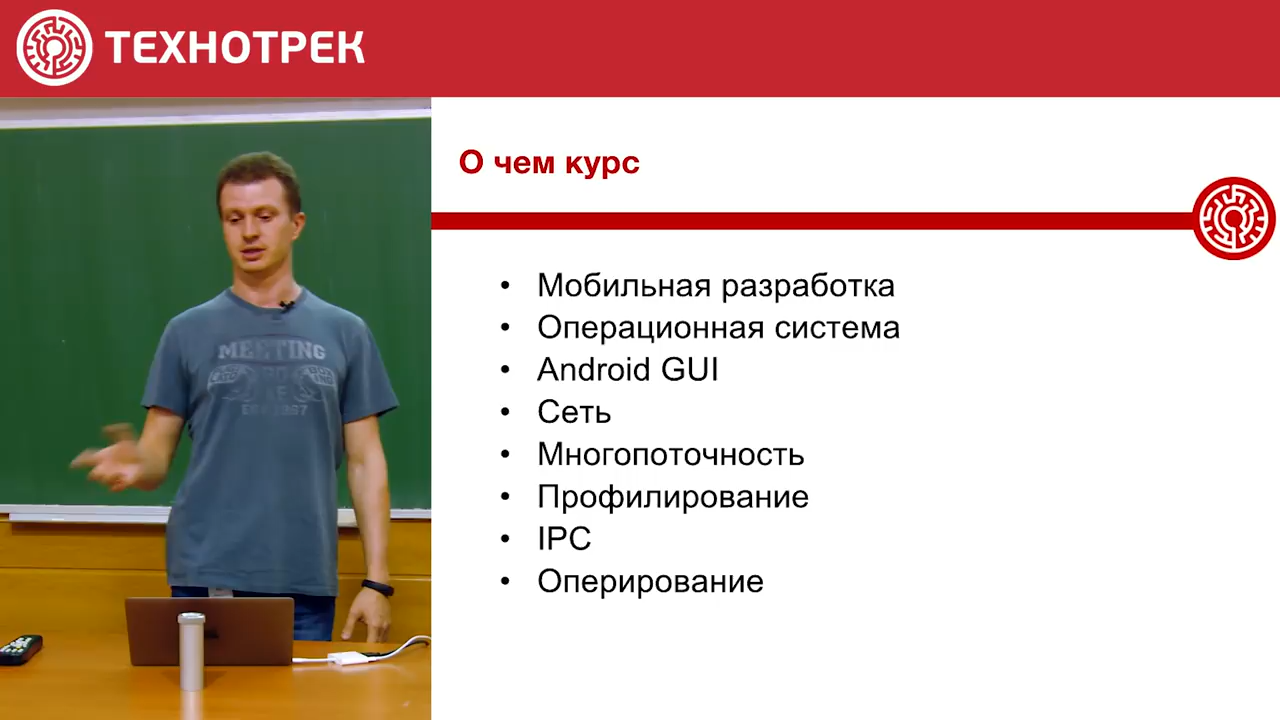 ТЕХНОТРЕК
О чем курс
• Мобильная разработка
• Операционная система
• Android GUI
• Сеть
• Многопоточность
• Профилирование
• IPC
• Оперирование
MEETING